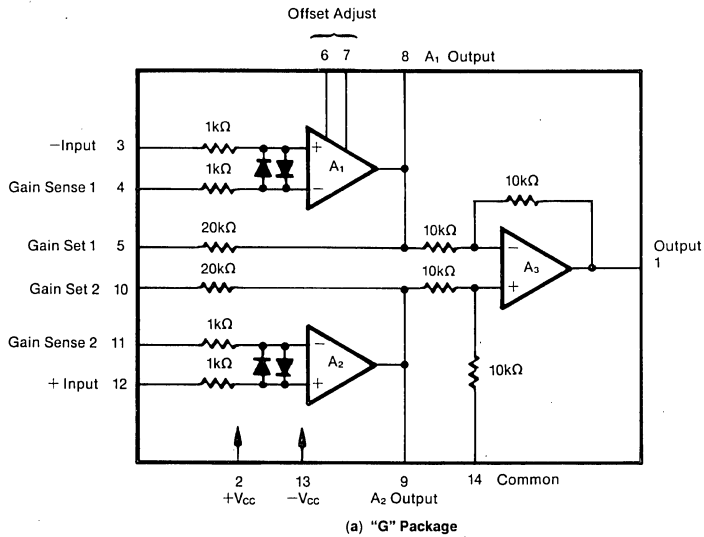 Offset Adjust
6 7 8 A₁ Output
1kΩ
−Input 3
+
1kΩ
A₁
Gain Sense 1 4
−
10kΩ
20kΩ
10kΩ
Gain Set 1 5
−
Output
1
20kΩ
10kΩ
A₃
Gain Set 2 10
+
1kΩ
Gain Sense 2 11
−
1kΩ
A₂
10kΩ
+ Input 12
+
2 13 9 14 Common
+Vcc −Vcc A₂ Output
(a) "G" Package